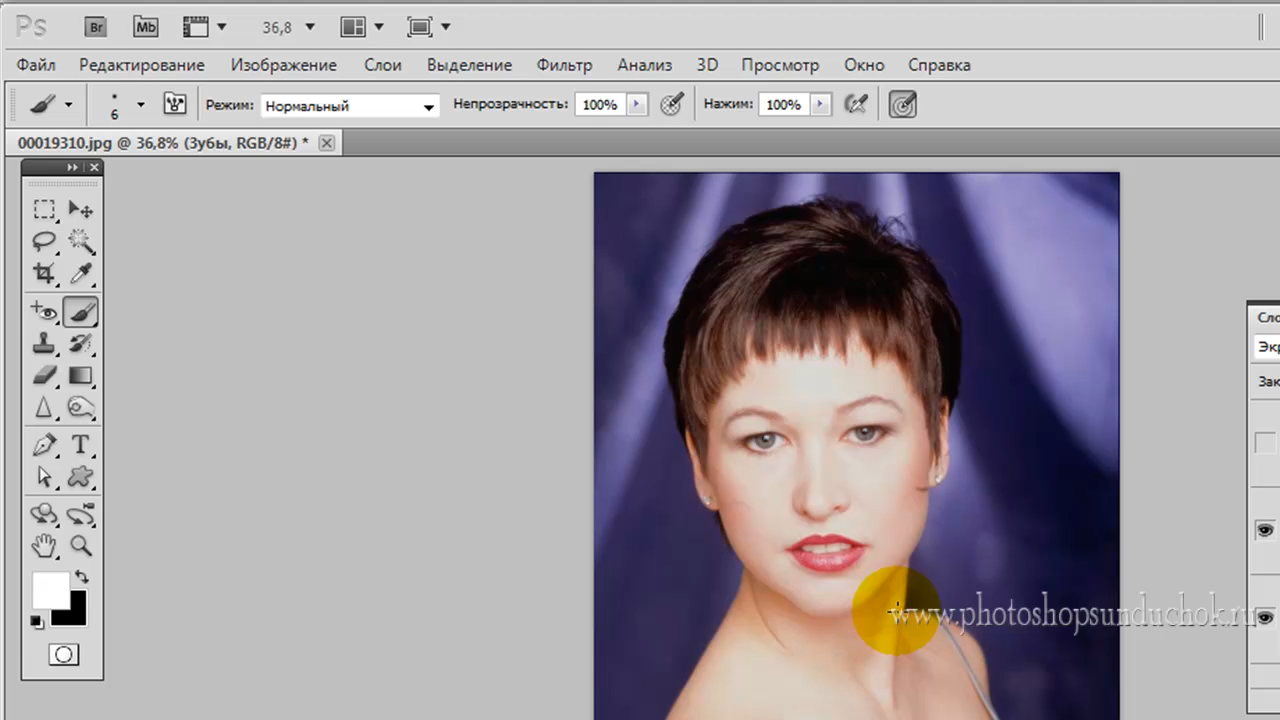 Ps Br Mb 36,8
Файл Редактирование Изображение Слои Выделение Фильтр Анализ 3D Просмотр Окно Справка
6 Режим: Нормальный Непрозрачность: 100% Нажим: 100%
00019310.jpg @ 36,8% (Зубы, RGB/8#) *
Сло
Экр
Зак
T
www.photoshopsunduchok.ru